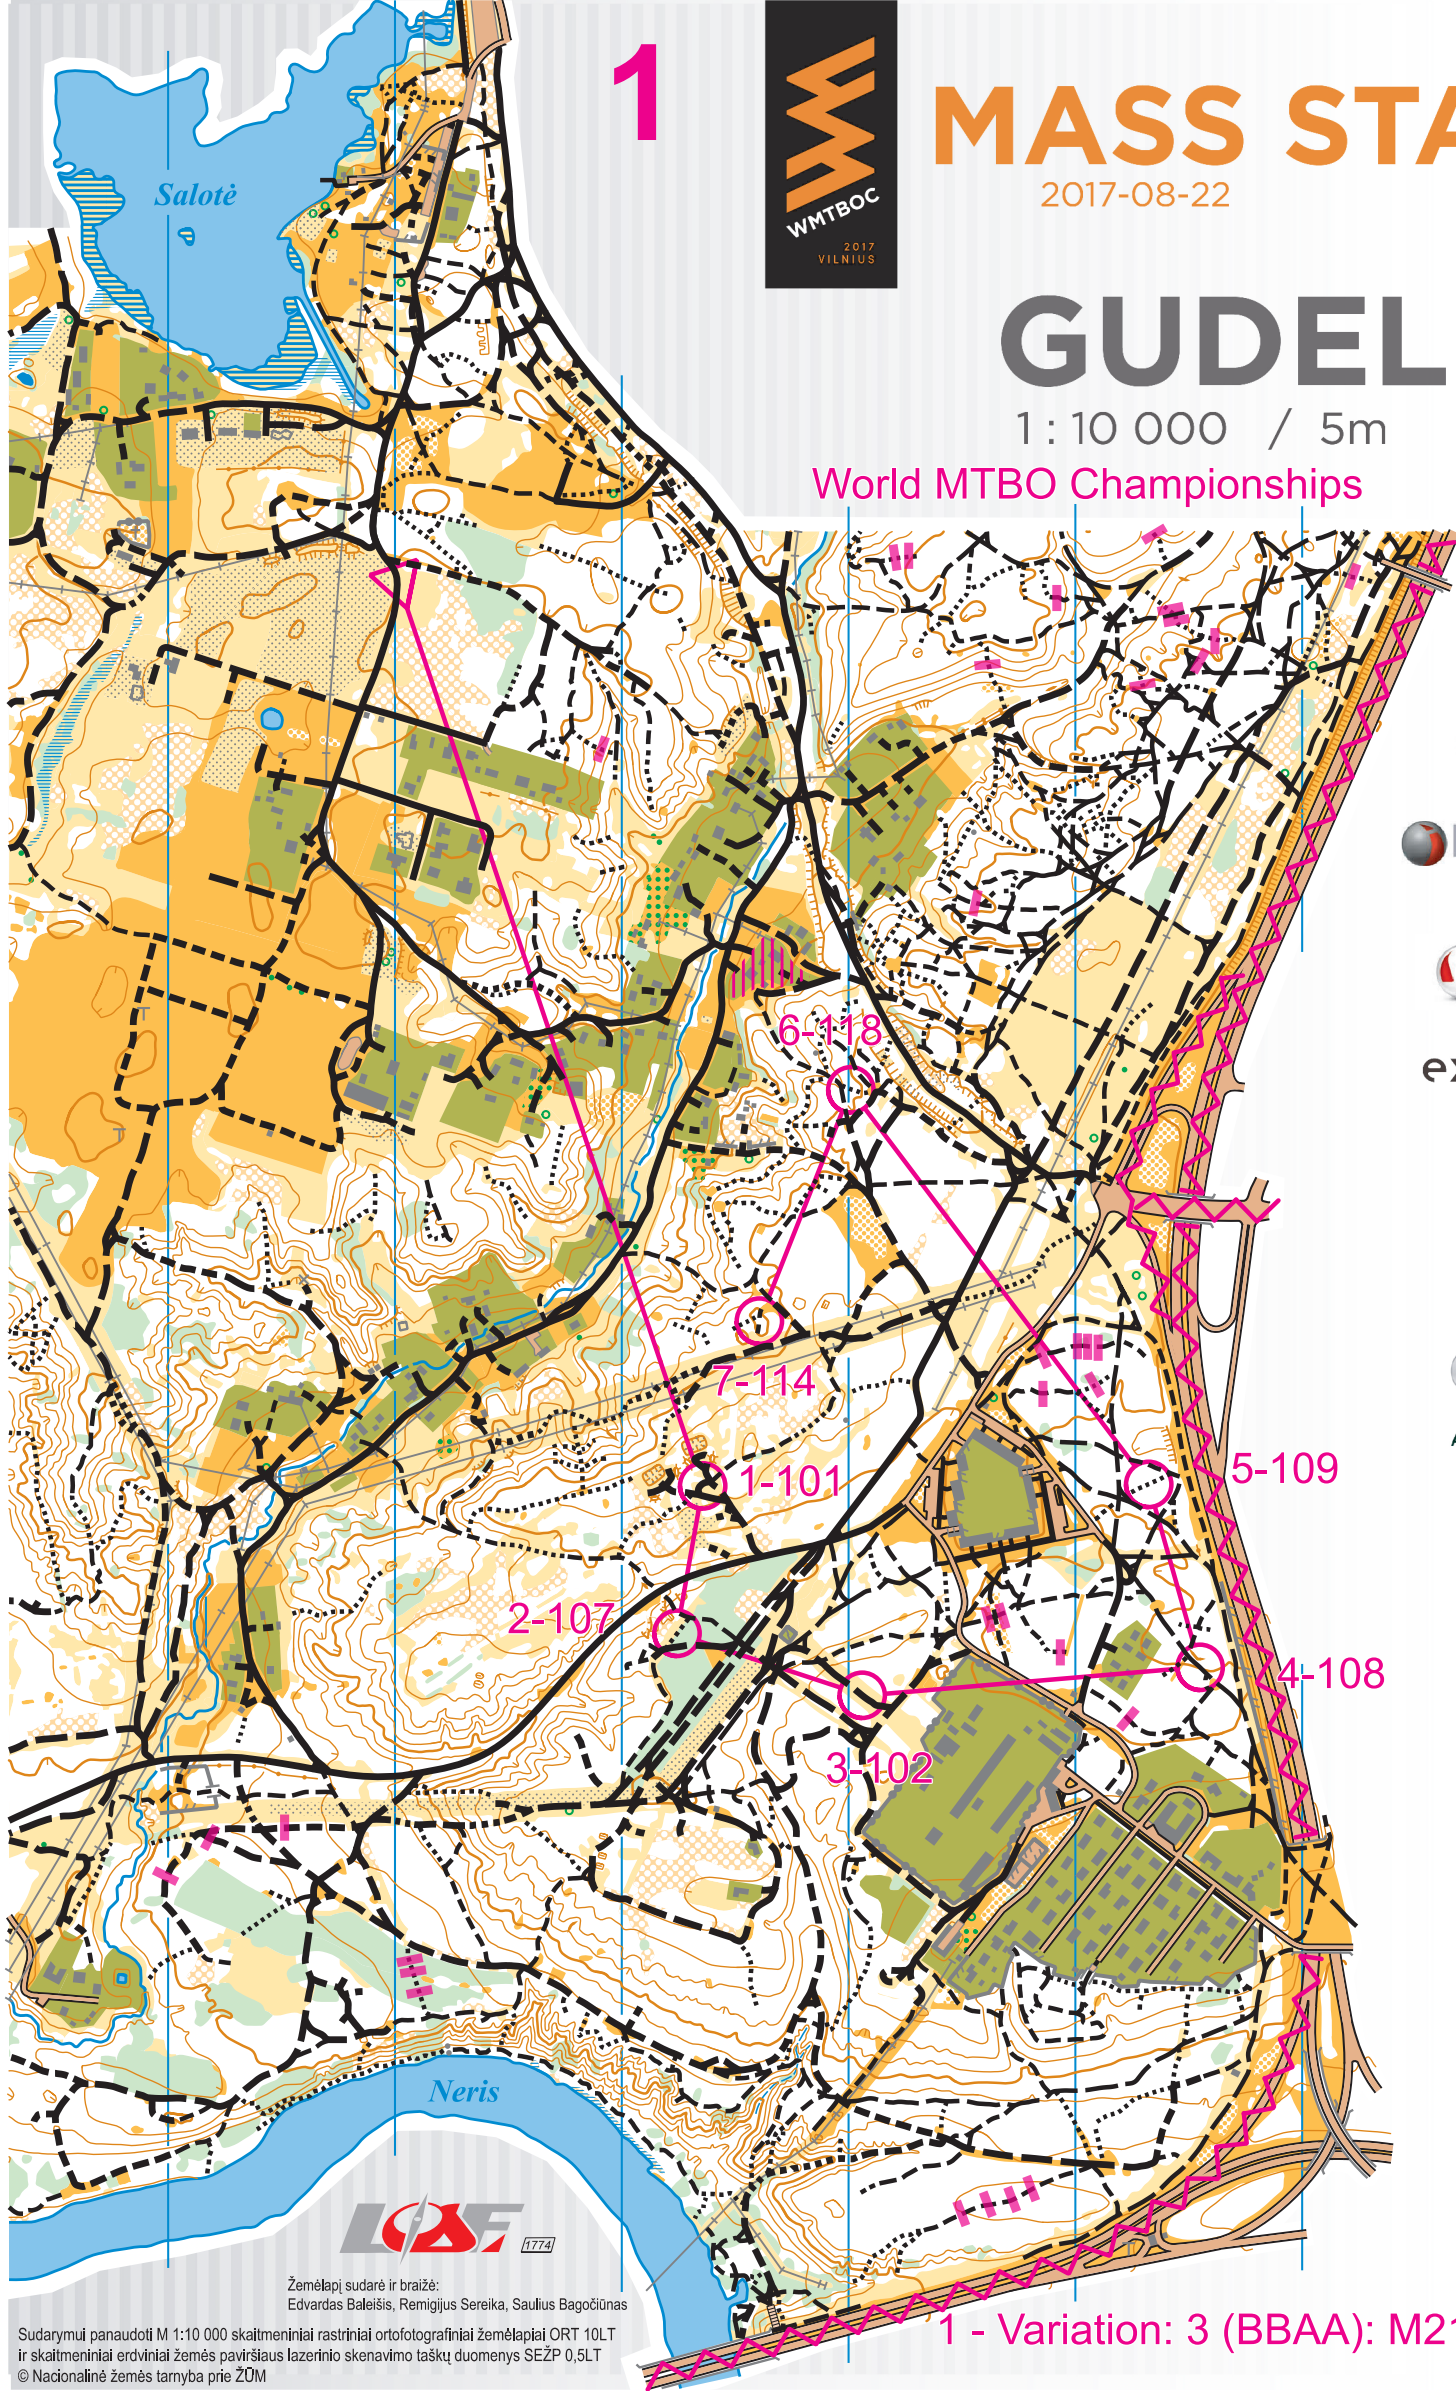 1
WMTBOC
2017
VILNIUS
MASS STA
2017-08-22
GUDEL
1 : 10 000 / 5m
World MTBO Championships
Salotė
ex
6-118
7-114
1-101
5-109
2-107
4-108
3-102
Neris
1774
Žemėlapį sudarė ir braižė:
Edvardas Baleišis, Remigijus Sereika, Saulius Bagočiūnas
Sudarymui panaudoti M 1:10 000 skaitmeniniai rastriniai ortofotografiniai žemėlapiai ORT 10LT
ir skaitmeniniai erdviniai žemės paviršiaus lazerinio skenavimo taškų duomenys SEŽP 0,5LT
© Nacionalinė žemės tarnyba prie ŽŪM
1 - Variation: 3 (BBAA): M21